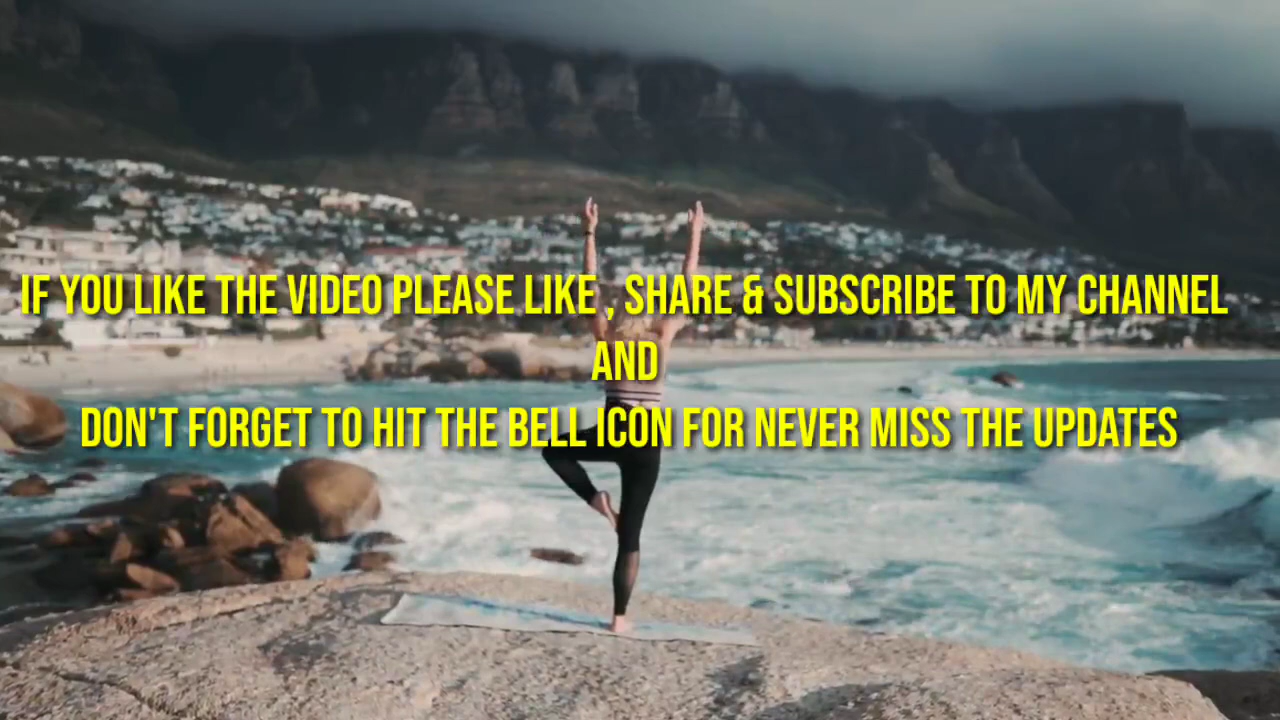 IF YOU LIKE THE VIDEO PLEASE LIKE , SHARE & SUBSCRIBE TO MY CHANNEL
AND
DON'T FORGET TO HIT THE BELL ICON FOR NEVER MISS THE UPDATES